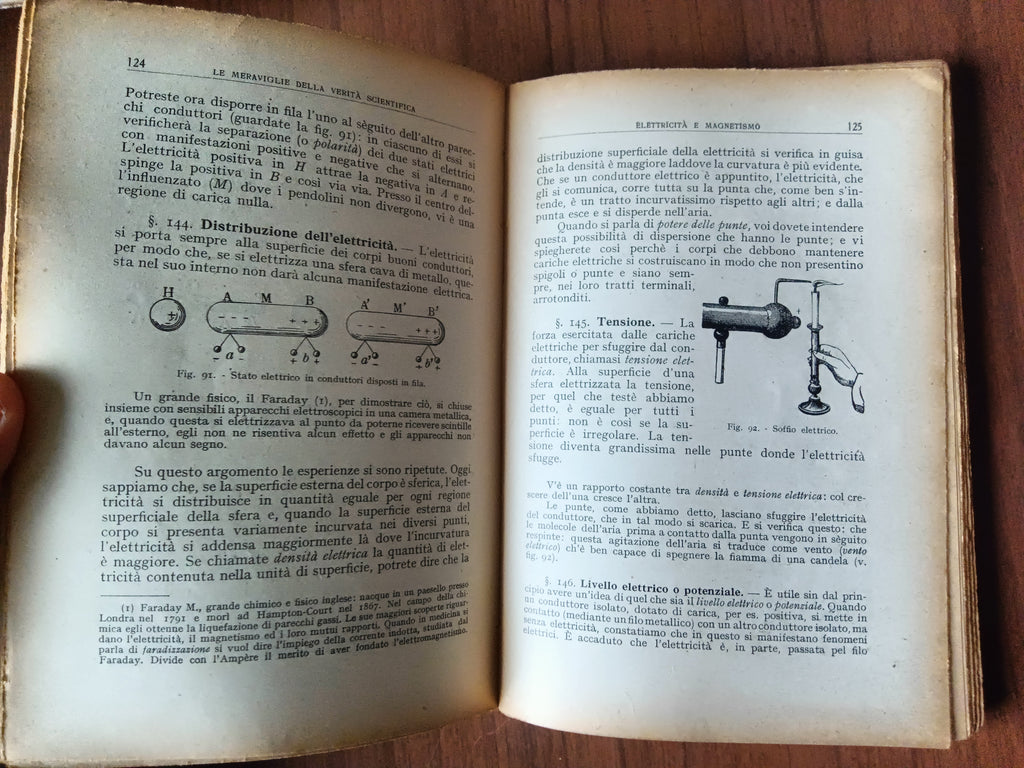 124
LE MERAVIGLIE DELLA VERITÀ SCIENTIFICA
Potreste ora disporre in fila l'uno al sèguito dell'altro parec-
chi conduttori (guardate la fig. 91): in ciascuno di essi si
verificherà la separazione (o polarità) dei due stati elettrici
con manifestazioni positive e negative che si alternano.
L'elettricità positiva in H attrae la negativa in A e re-
spinge la positiva in B e così via via. Presso il centro del-
l'influenzato (M) dove i pendolini non divergono, vi è una
regione di carica nulla.
§. 144. Distribuzione dell'elettricità. — L'elettricità
si porta sempre alla superficie dei corpi buoni conduttori,
per modo che, se si elettrizza una sfera cava di metallo, que-
sta nel suo interno non darà alcuna manifestazione elettrica.
H A M B A' M' B'
+ - - - + + + - - - + + +
- a - + b + - a' - + b' +
Fig. 91. - Stato elettrico in conduttori disposti in fila.
Un grande fisico, il Faraday (1), per dimostrare ciò, si chiuse
insieme con sensibili apparecchi elettroscopici in una camera metallica,
e, quando questa si elettrizzava al punto da poterne ricevere scintille
all'esterno, egli non ne risentiva alcun effetto e gli apparecchi non
davano alcun segno.
Su questo argomento le esperienze si sono ripetute. Oggi
sappiamo che, se la superficie esterna del corpo è sferica, l'elet-
tricità si distribuisce in quantità eguale per ogni regione
superficiale della sfera e, quando la superficie esterna del
corpo si presenta variamente incurvata nei diversi punti,
l'elettricità si addensa maggiormente là dove l'incurvatura
è maggiore. Se chiamate densità elettrica la quantità di elet-
tricità contenuta nella unità di superficie, potrete dire che la
(1) Faraday M., grande chimico e fisico inglese: nacque in un paesello presso
Londra nel 1791 e morì ad Hampton-Court nel 1867. Nel campo della chi-
mica egli ottenne la liquefazione di parecchi gassi. Le sue maggiori scoperte riguar-
dano l'elettricità, il magnetismo ed i loro mutui rapporti. Quando in medicina si
parla di faradizzazione si vuol dire l'impiego della corrente indotta, studiata dal
Faraday. Divide con l'Ampère il merito di aver fondato l'elettromagnetismo.
ELETTRICITÀ E MAGNETISMO
125
distribuzione superficiale della elettricità si verifica in guisa
che la densità è maggiore laddove la curvatura è più evidente.
Che se un conduttore elettrico è appuntito, l'elettricità, che
gli si comunica, corre tutta su la punta che, come ben s'in-
tende, è un tratto incurvatissimo rispetto agli altri; e dalla
punta esce e si disperde nell'aria.
Quando si parla di potere delle punte, voi dovete intendere
questa possibilità di dispersione che hanno le punte; e vi
spiegherete così perchè i corpi che debbono mantenere
cariche elettriche si costruiscano in modo che non presentino
spigoli o punte e siano sem-
pre, nei loro tratti terminali,
arrotonditi.
§. 145. Tensione. — La
forza esercitata dalle cariche
elettriche per sfuggire dal con-
duttore, chiamasi tensione elet-
trica. Alla superficie d'una
sfera elettrizzata la tensione,
per quel che testè abbiamo
detto, è eguale per tutti i
punti: non è così se la su-
perficie è irregolare. La ten-
sione diventa grandissima nelle punte donde l'elettricità
sfugge.
Fig. 92. - Soffio elettrico.
V'è un rapporto costante tra densità e tensione elettrica: col cre-
scere dell'una cresce l'altra.
Le punte, come abbiamo detto, lasciano sfuggire l'elettricità
del conduttore, che in tal modo si scarica. E si verifica questo: che
le molecole dell'aria prima a contatto dalla punta vengono in sèguito
respinte: questa agitazione dell'aria si traduce come vento (vento
elettrico) ch'è ben capace di spegnere la fiamma di una candela (v.
fig. 92).
§. 146. Livello elettrico o potenziale. — È utile sin dal prin-
cipio avere un'idea di quel che sia il livello elettrico o potenziale. Quando
un conduttore isolato, dotato di carica, per es. positiva, si mette in
contatto (mediante un filo metallico) con un altro conduttore isolato, ma
senza elettricità, constatiamo che in questo si manifestano fenomeni
elettrici. È accaduto che l'elettricità è, in parte, passata pel filo